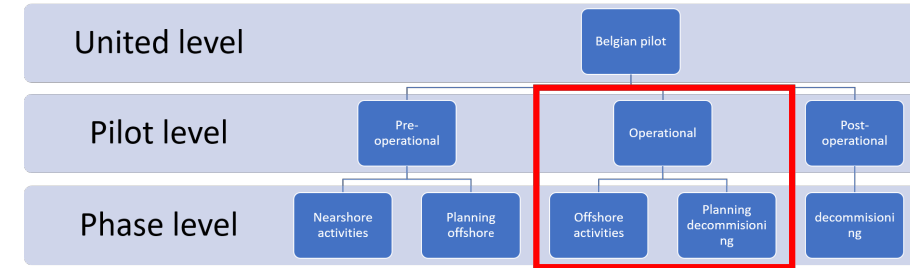 United level
Belgian pilot
Pilot level
Pre-
operational
Operational
Post-
operational
Phase level
Nearshore
activities
Planning
offshore
Offshore
activities
Planning
decommisioni
ng
decommisioni
ng